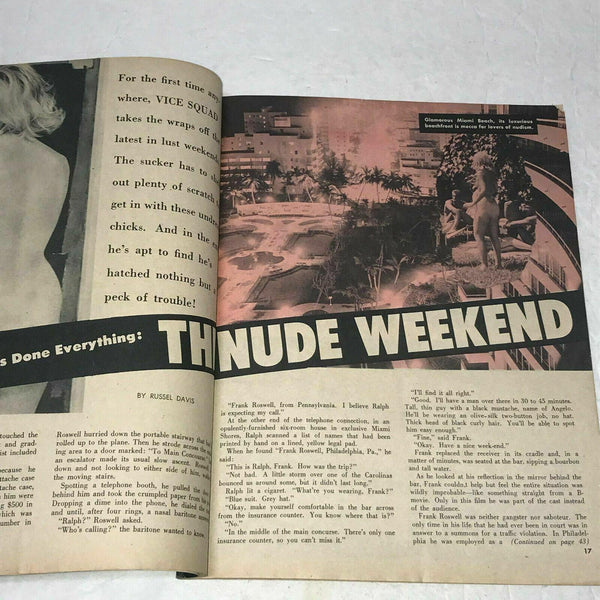 For the first time any-
where, VICE SQUAD
takes the wraps off the
latest in lust weekend
The sucker has to
out plenty of scratch
get in with these under
chicks. And in the
he's apt to find he's
hatched nothing but
peck of trouble!
Glamorous Miami Beach, its luxurious
beachfront is mecca for lovers of nudism.
s Done Everything: TH NUDE WEEKEND
BY RUSSEL DAVIS
touched the
and grad-
ist included
because he
ttache case
tache case,
n him were
g $500 in
which was
number in
Roswell hurried down the portable stairway that
rolled up to the plane. Then he strode across the
ing area to a door marked: "To Main Concourse
an escalator made its usual slow ascent. Roswell
down and not looking to either side of him, walked
the moving stairs.
Spotting a telephone booth, he pulled the
behind him and took the crumpled paper from
Dropping a dime into the phone, he dialed the
and until, after four rings, a nasal baritone
"Ralph?" Roswell asked.
"Who's calling?" the baritone wanted to know.
"Frank Roswell, from Pennsylvania. I believe Ralph
is expecting my call."
At the other end of the telephone connection, in an
opulently-furnished six-room house in exclusive Miami
Shores, Ralph scanned a list of names that had been
printed by hand on a lined, yellow legal pad.
When he found "Frank Roswell, Philadelphia, Pa.," he
said:
"This is Ralph, Frank. How was the trip?"
"Not bad. A little storm over one of the Carolinas
bounced us around some, but it didn't last long."
Ralph lit a cigaret. "What're you wearing, Frank?"
"Blue suit. Grey hat."
"Okay, make yourself comfortable in the bar across
from the insurance counter. You know where that is?"
"No."
"In the middle of the main concourse. There's only one
insurance counter, so you can't miss it."
"I'll find it all right."
"Good. I'll have a man over there in 30 to 45 minutes.
Tall, thin guy with a black mustache, name of Angelo.
He'll be wearing an olive-silk two-button job, no hat.
Thick head of black curly hair. You'll be able to spot
him easy enough."
"Fine," said Frank.
"Okay. Have a nice week-end."
Frank replaced the receiver in its cradle and, in a
matter of minutes, was seated at the bar, sipping a bourbon
and tall water.
As he looked at his reflection in the mirror behind the
bar, Frank couldn't help but feel the entire situation was
wildly improbable—like something straight from a B-
movie. Only in this film he was part of the cast instead
of the audience.
Frank Roswell was neither gangster nor saboteur. The
only time in his life that he had ever been in court was in
answer to a summons for a traffic violation. In Philadel-
phia he was employed as a (Continued on page 43)
17